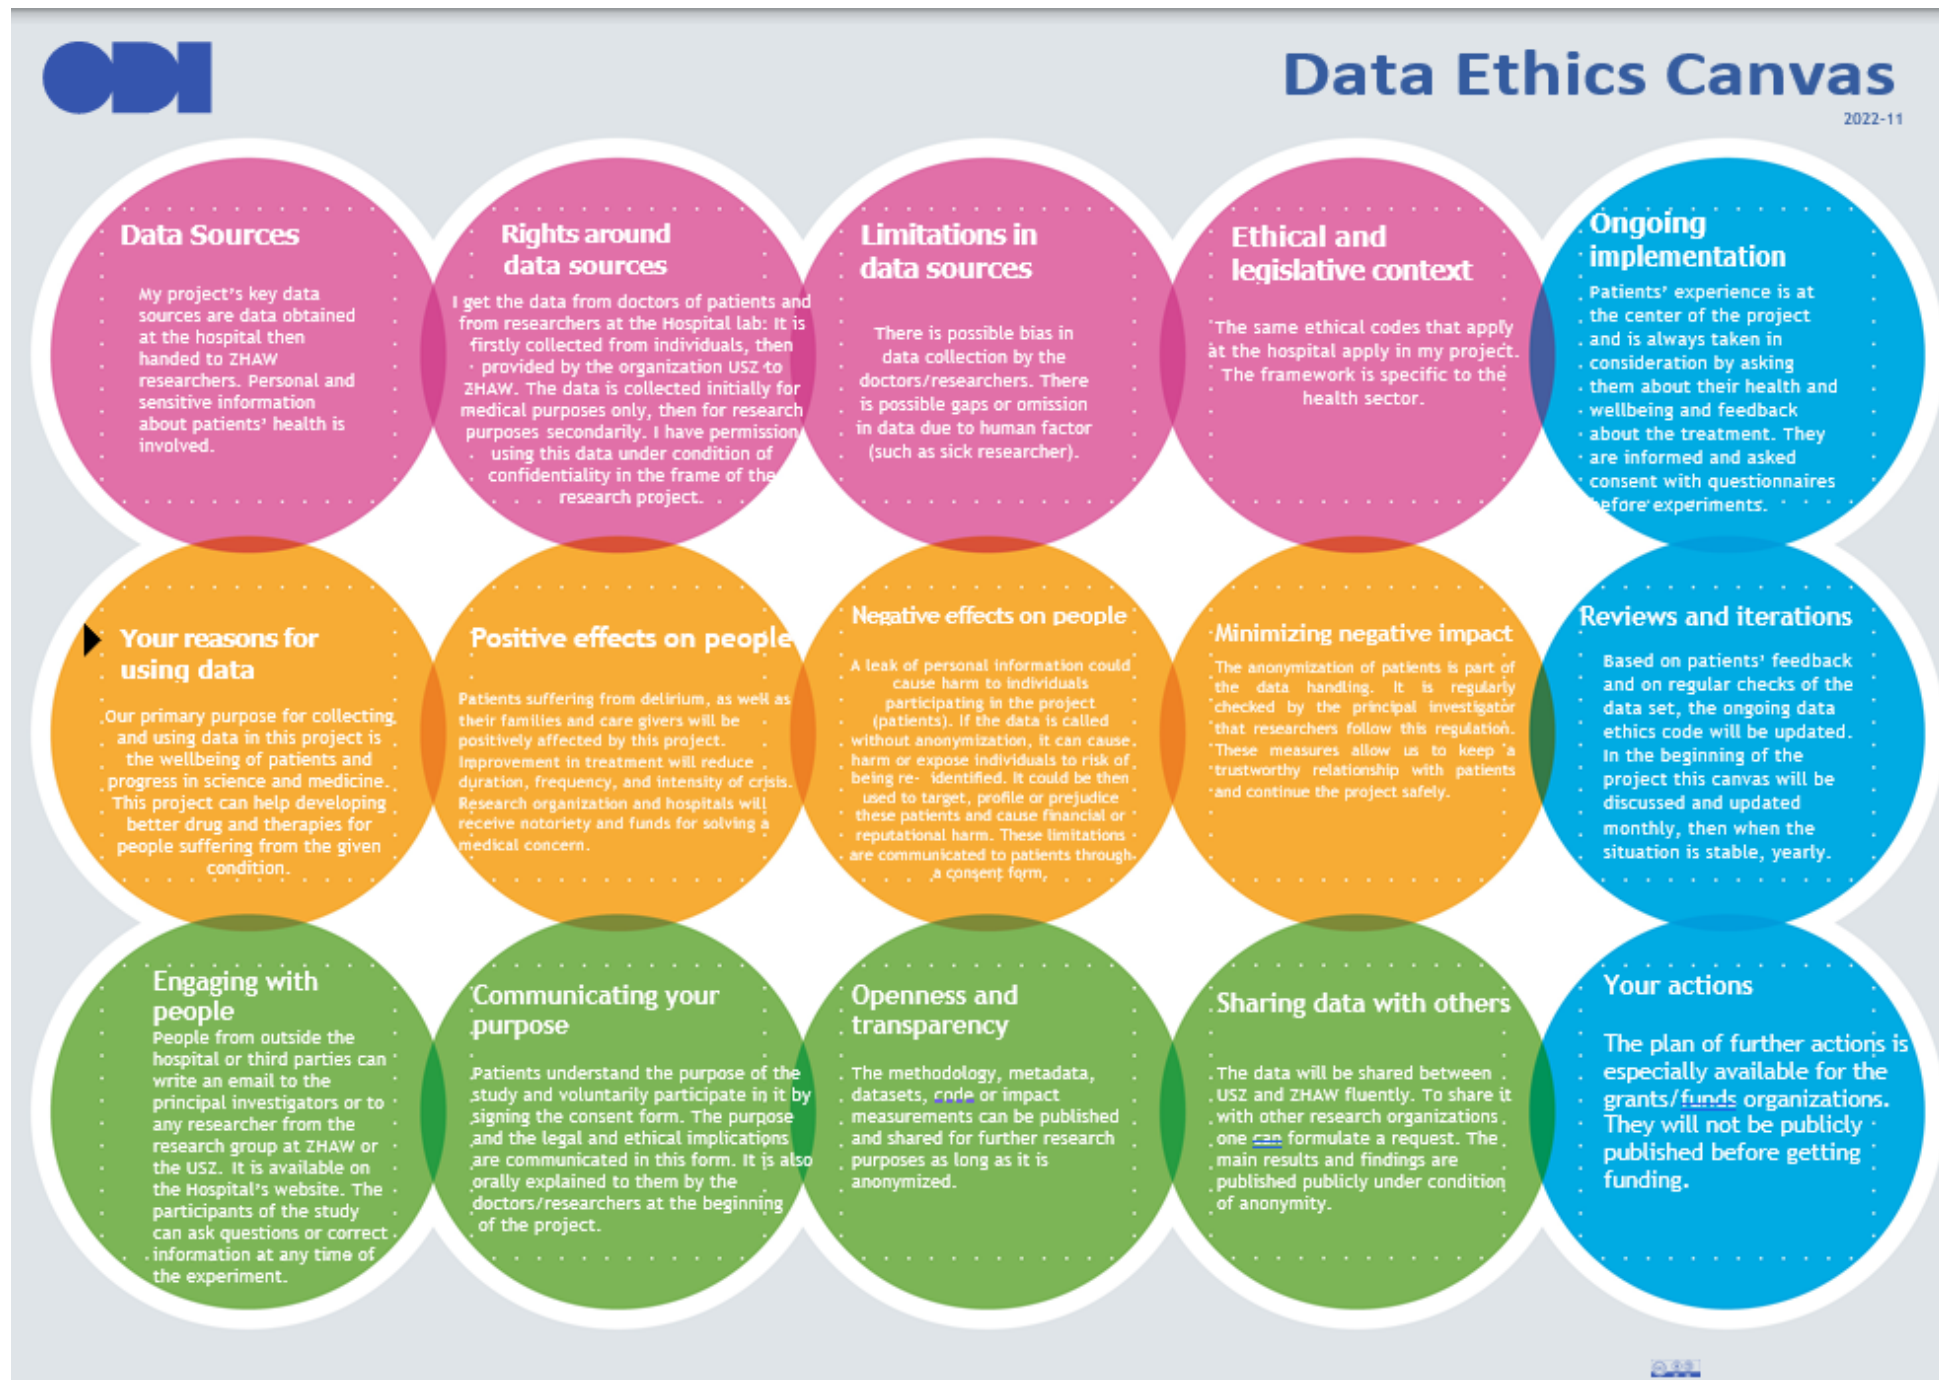 ODI
Data Ethics Canvas
2022-11
Data Sources
My project's key data
sources are data obtained
at the hospital then
handed to ZHAW
researchers. Personal and
sensitive information
about patients' health is
involved.
Rights around
data sources
I get the data from doctors of patients and
from researchers at the Hospital lab: It is
firstly collected from individuals, then
provided by the organization USZ to
ZHAW. The data is collected initially for
medical purposes only, then for research
purposes secondarily. I have permission
using this data under condition of
confidentiality in the frame of the
research project.
Limitations in
data sources
There is possible bias in
data collection by the
doctors/researchers. There
is possible gaps or omission
in data due to human factor
(such as sick researcher).
Ethical and
legislative context
The same ethical codes that apply
at the hospital apply in my project.
The framework is specific to the
health sector.
Ongoing
implementation
Patients' experience is at
the center of the project
and is always taken in
consideration by asking
them about their health and
wellbeing and feedback
about the treatment. They
are informed and asked
consent with questionnaires
before experiments.
Your reasons for
using data
Our primary purpose for collecting
and using data in this project is
the wellbeing of patients and
progress in science and medicine.
This project can help developing
better drug and therapies for
people suffering from the given
condition.
Positive effects on people
Patients suffering from delirium, as well as
their families and care givers will be
positively affected by this project.
Improvement in treatment will reduce
duration, frequency, and intensity of crisis.
Research organization and hospitals will
receive notoriety and funds for solving a
medical concern.
Negative effects on people
A leak of personal information could
cause harm to individuals
participating in the project
(patients). If the data is called
without anonymization, it can cause
harm or expose individuals to risk of
being re- identified. It could be then
used to target, profile or prejudice
these patients and cause financial or
reputational harm. These limitations
are communicated to patients through
a consent form,
Minimizing negative impact
The anonymization of patients is part of
the data handling. It is regularly
checked by the principal investigator
that researchers follow this regulation.
These measures allow us to keep a
trustworthy relationship with patients
and continue the project safely.
Reviews and iterations
Based on patients' feedback
and on regular checks of the
data set, the ongoing data
ethics code will be updated.
In the beginning of the
project this canvas will be
discussed and updated
monthly, then when the
situation is stable, yearly.
Engaging with
people
People from outside the
hospital or third parties can
write an email to the
principal investigators or to
any researcher from the
research group at ZHAW or
the USZ. It is available on
the Hospital's website. The
participants of the study
can ask questions or correct
information at any time of
the experiment.
Communicating your
purpose
Patients understand the purpose of the
study and voluntarily participate in it by
signing the consent form. The purpose
and the legal and ethical implications
are communicated in this form. It is also
orally explained to them by the
doctors/researchers at the beginning
of the project.
Openness and
transparency
The methodology, metadata,
datasets, code or impact
measurements can be published
and shared for further research
purposes as long as it is
anonymized.
Sharing data with others
The data will be shared between
USZ and ZHAW fluently. To share it
with other research organizations
one can formulate a request. The
main results and findings are
published publicly under condition
of anonymity.
Your actions
The plan of further actions is
especially available for the
grants/funds organizations.
They will not be publicly
published before getting
funding.